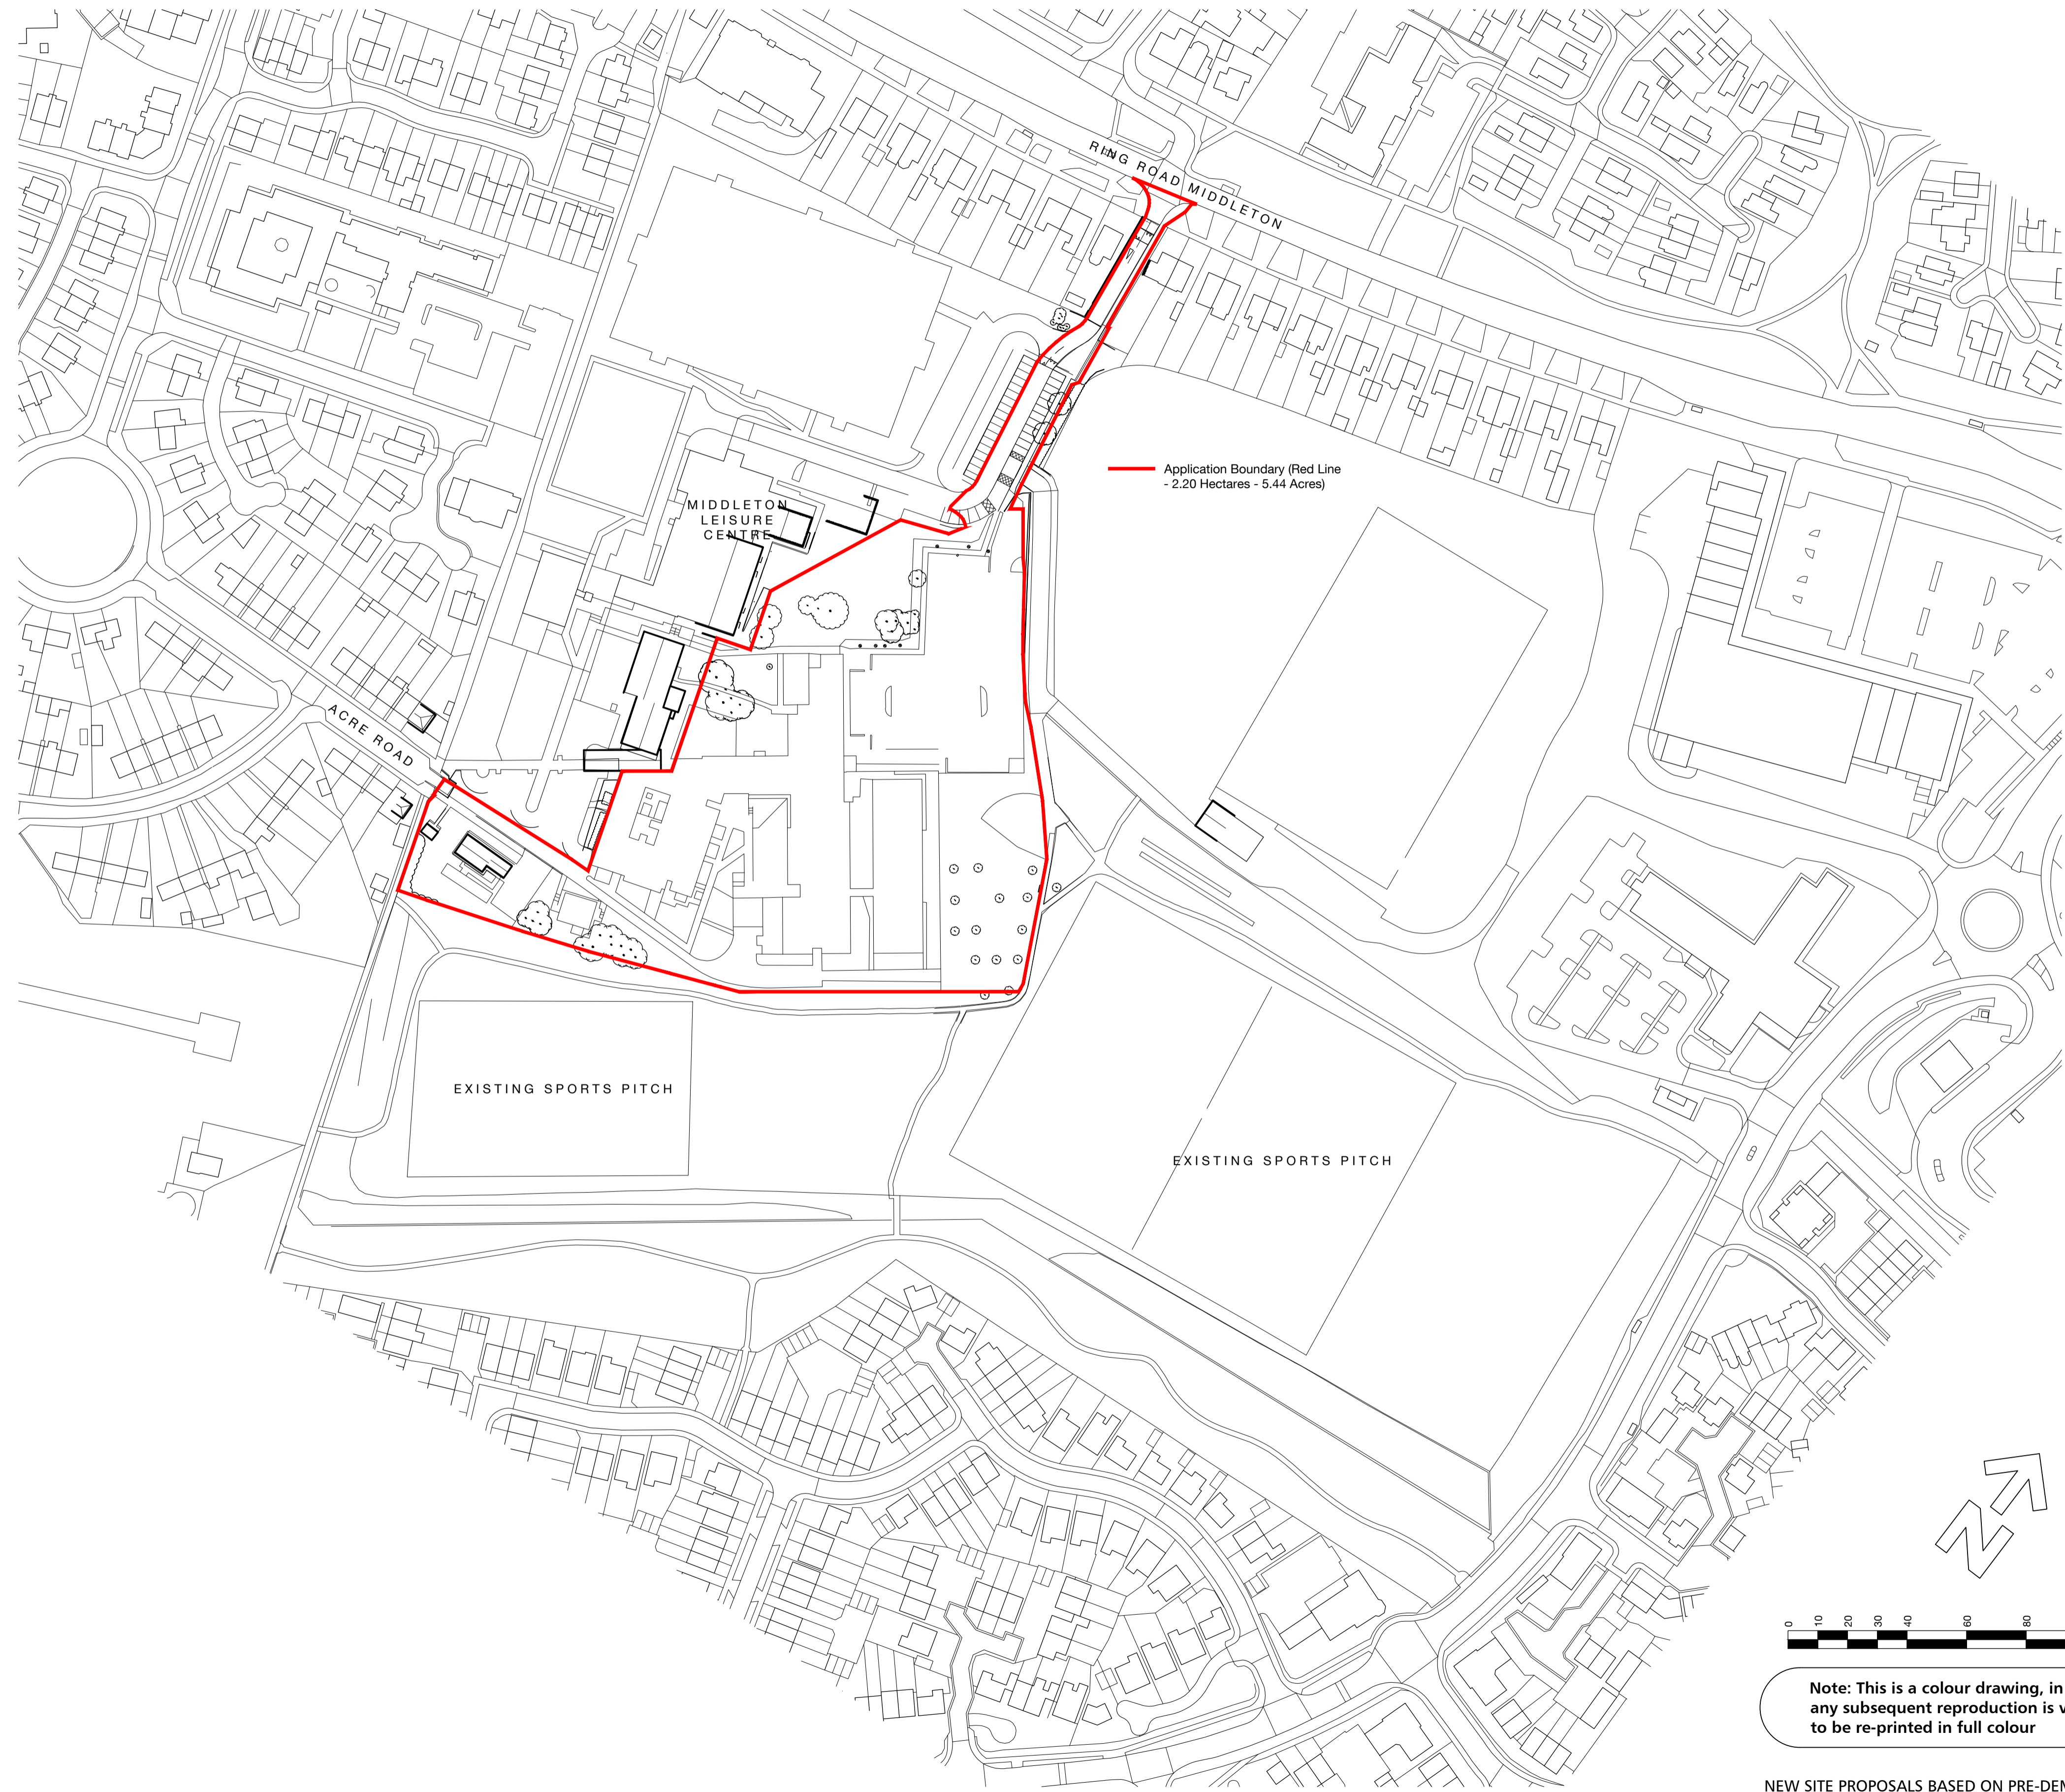 RING ROAD MIDDLETON
Application Boundary (Red Line
- 2.20 Hectares - 5.44 Acres)
MIDDLETON
LEISURE
CENTRE
ACRE ROAD
EXISTING SPORTS PITCH
EXISTING SPORTS PITCH
N
0 10 20 30 40 60 80
Note: This is a colour drawing, in
any subsequent reproduction is
to be re-printed in full colour
NEW SITE PROPOSALS BASED ON